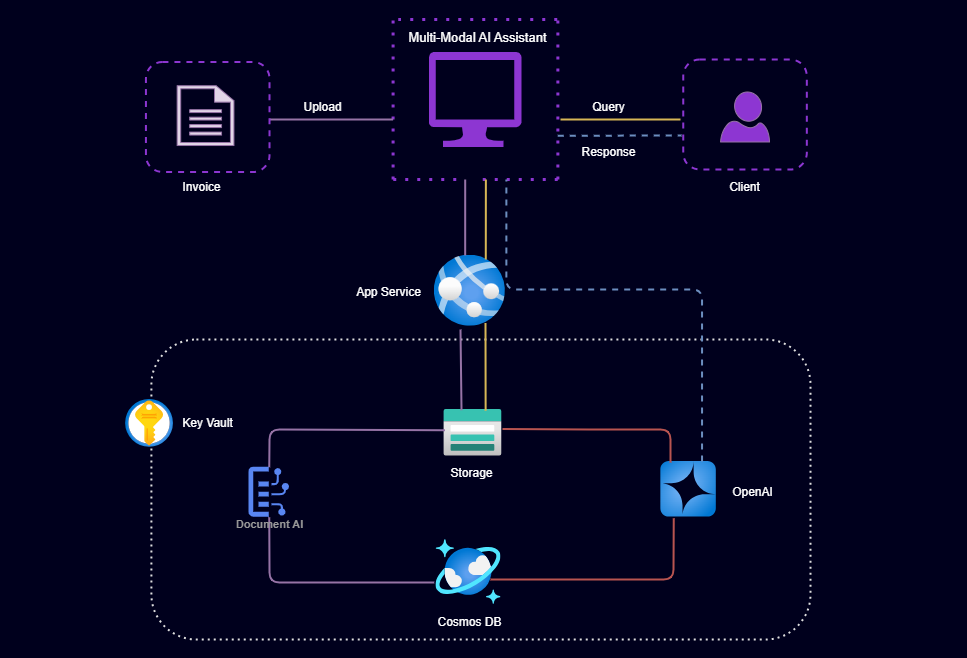 Multi-Modal AI Assistant
Upload
Query
Response
Invoice
Client
App Service
Key Vault
Storage
OpenAI
Document AI
Cosmos DB